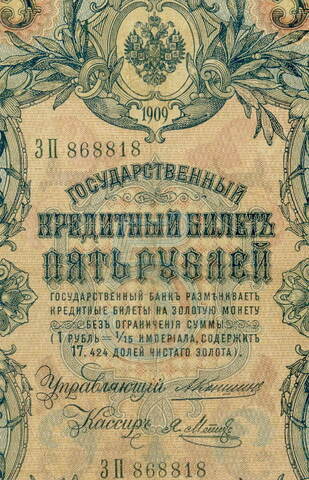 1909
ЗП 868818
ГОСУДАРСТВЕННЫЙ
КРЕДИТНЫЙ БИЛЕТЪ
ПЯТЬ РУБЛЕЙ
ГОСУДАРСТВЕННЫЙ БАНКЪ РАЗМѢНИВАЕТЪ
КРЕДИТНЫЕ БИЛЕТЫ НА ЗОЛОТУЮ МОНЕТУ
БЕЗЪ ОГРАНИЧЕНІЯ СУММЫ
(1 РУБЛЬ = 1/15 ИМПЕРІАЛА, СОДЕРЖИТЪ
17,424 ДОЛЕЙ ЧИСТАГО ЗОЛОТА).
Управляющій
Кассиръ
ЗП 868818